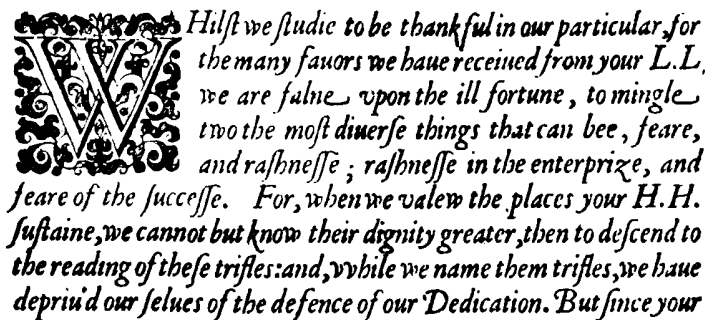 WHilſt we ſtudie to be thankful in our particular, for
the many fauors we haue receiued from your L.L,
we are falne vpon the ill fortune, to mingle
two the moſt diuerſe things that can bee, feare,
and raſhneſſe; raſhneſſe in the enterprize, and
feare of the ſucceſſe. For, when we valew the places your H.H.
ſuſtaine, we cannot but know their dignity greater, then to deſcend to
the reading of theſe trifles: and, vvhile we name them trifles, we haue
depriu'd our ſelues of the defence of our Dedication. But ſince your